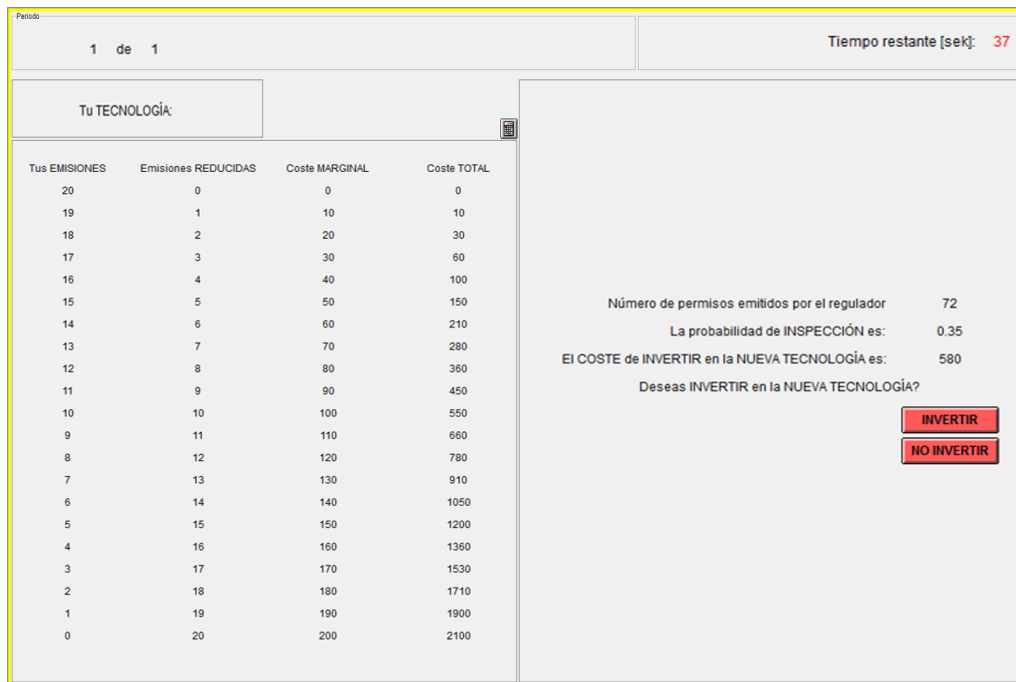 Periodo
1 de 1
Tiempo restante [sek]: 37
Tu TECNOLOGÍA:
Tus EMISIONES Emisiones REDUCIDAS Coste MARGINAL Coste TOTAL
20 0 0 0
19 1 10 10
18 2 20 30
17 3 30 60
16 4 40 100
15 5 50 150
14 6 60 210
13 7 70 280
12 8 80 360
11 9 90 450
10 10 100 550
9 11 110 660
8 12 120 780
7 13 130 910
6 14 140 1050
5 15 150 1200
4 16 160 1360
3 17 170 1530
2 18 180 1710
1 19 190 1900
0 20 200 2100
Número de permisos emitidos por el regulador 72
La probabilidad de INSPECCIÓN es: 0.35
El COSTE de INVERTIR en la NUEVA TECNOLOGÍA es: 580
Deseas INVERTIR en la NUEVA TECNOLOGÍA?
INVERTIR
NO INVERTIR